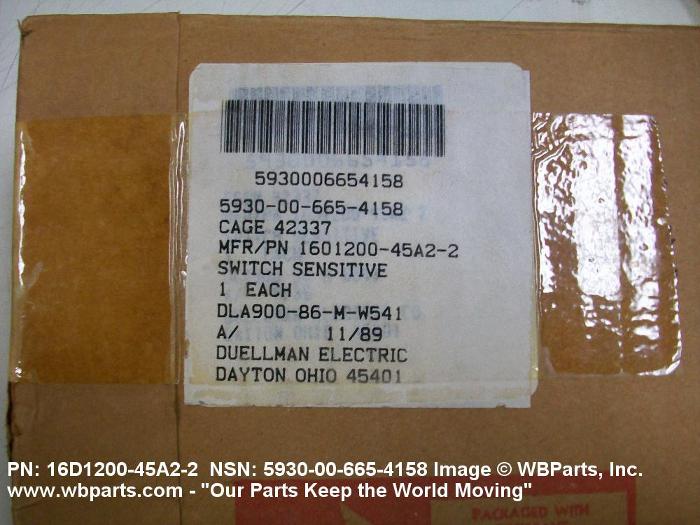 5930006654158
5930-00-665-4158
CAGE 42337
MFR/PN 1601200-45A2-2
SWITCH SENSITIVE
1 EACH
DLA900-86-M-W541
A/ 11/89
DUELLMAN ELECTRIC
DAYTON OHIO 45401
PN: 16D1200-45A2-2 NSN: 5930-00-665-4158 Image © WBParts, Inc.
www.wbparts.com - "Our Parts Keep the World Moving"
PACKAGED WITH